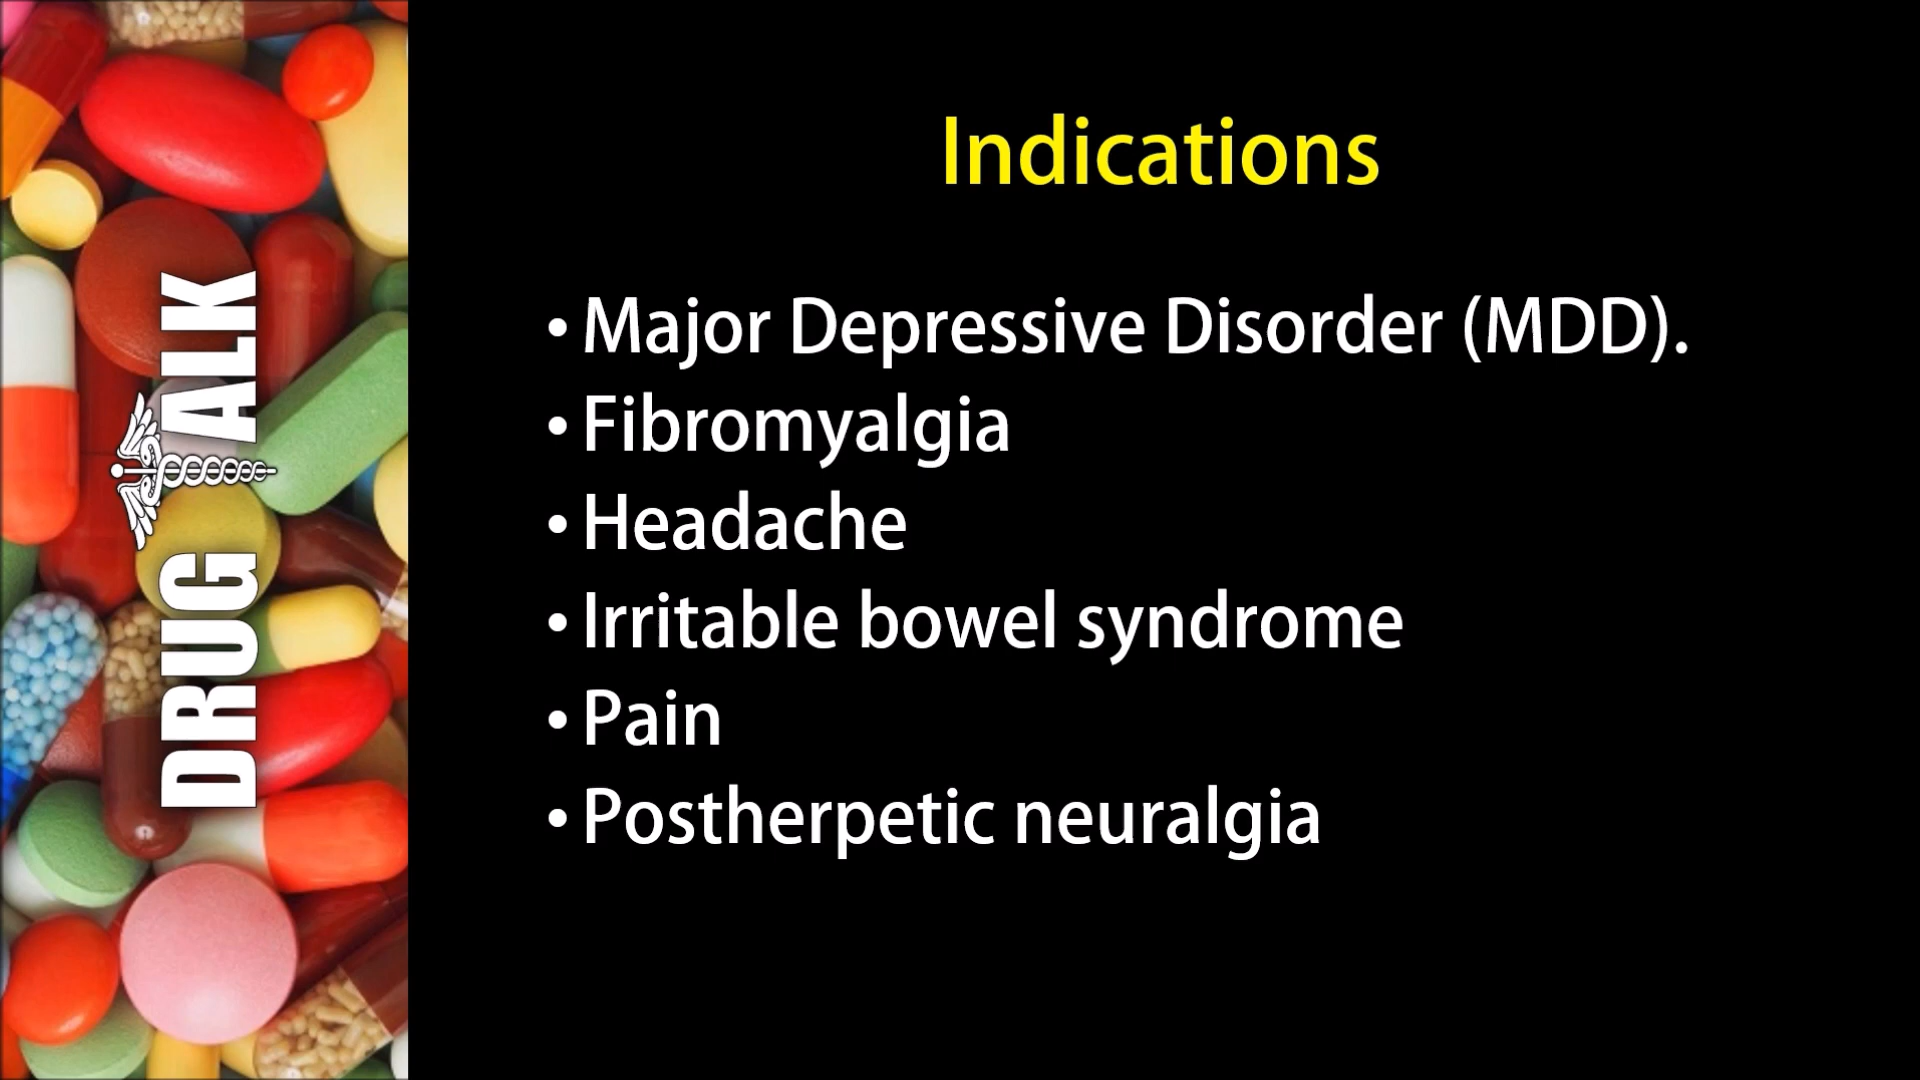 DRUG ALK
Indications
• Major Depressive Disorder (MDD).
• Fibromyalgia
• Headache
• Irritable bowel syndrome
• Pain
• Postherpetic neuralgia